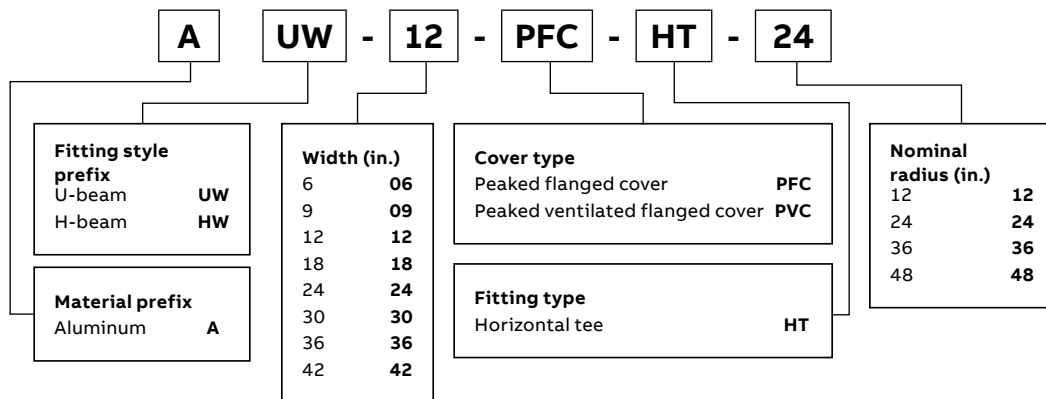 A UW - 12 - PFC - HT - 24
Fitting style
prefix
U-beam UW
H-beam HW
Material prefix
Aluminum A
Width (in.)
6 06
9 09
12 12
18 18
24 24
30 30
36 36
42 42
Cover type
Peaked flanged cover PFC
Peaked ventilated flanged cover PVC
Fitting type
Horizontal tee HT
Nominal
radius (in.)
12 12
24 24
36 36
48 48